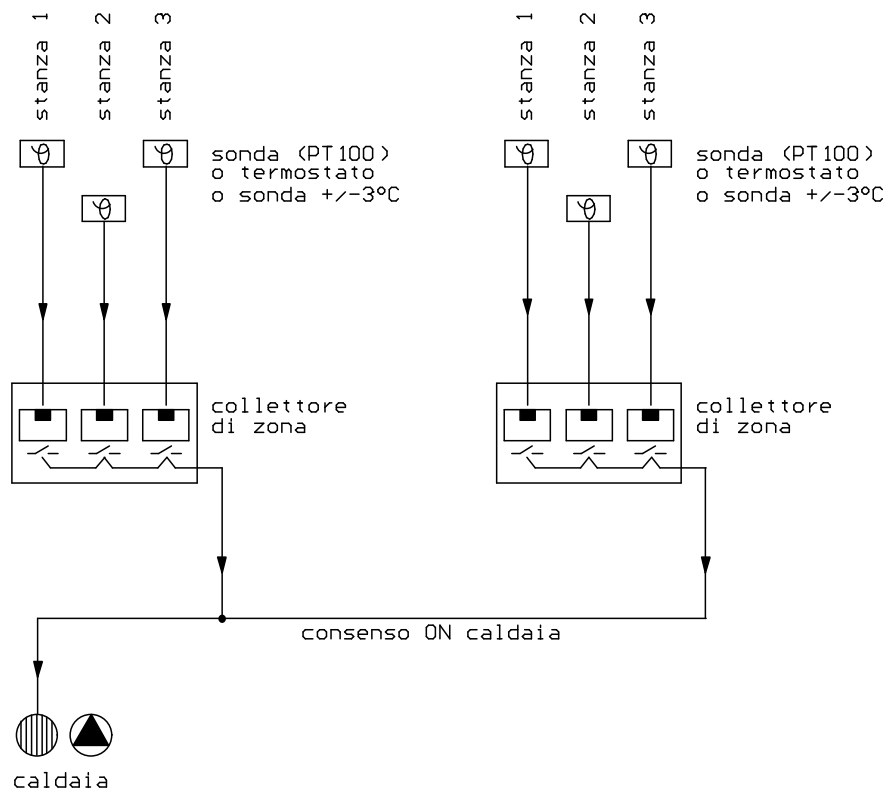 stanza 1
stanza 2
stanza 3
sonda (PT100)
o termostato
o sonda +/-3°C
collettore
di zona
stanza 1
stanza 2
stanza 3
sonda (PT100)
o termostato
o sonda +/-3°C
collettore
di zona
consenso ON caldaia
caldaia